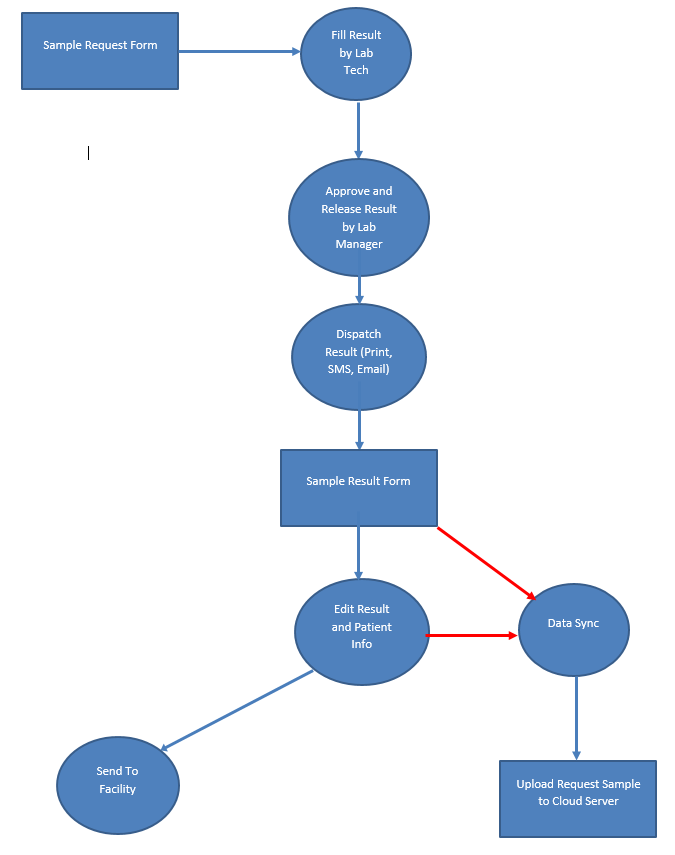 Sample Request Form
Fill Result
by Lab
Tech
Approve and
Release Result
by Lab
Manager
Dispatch
Result (Print,
SMS, Email)
Sample Result Form
Edit Result
and Patient
Info
Data Sync
Send To
Facility
Upload Request Sample
to Cloud Server